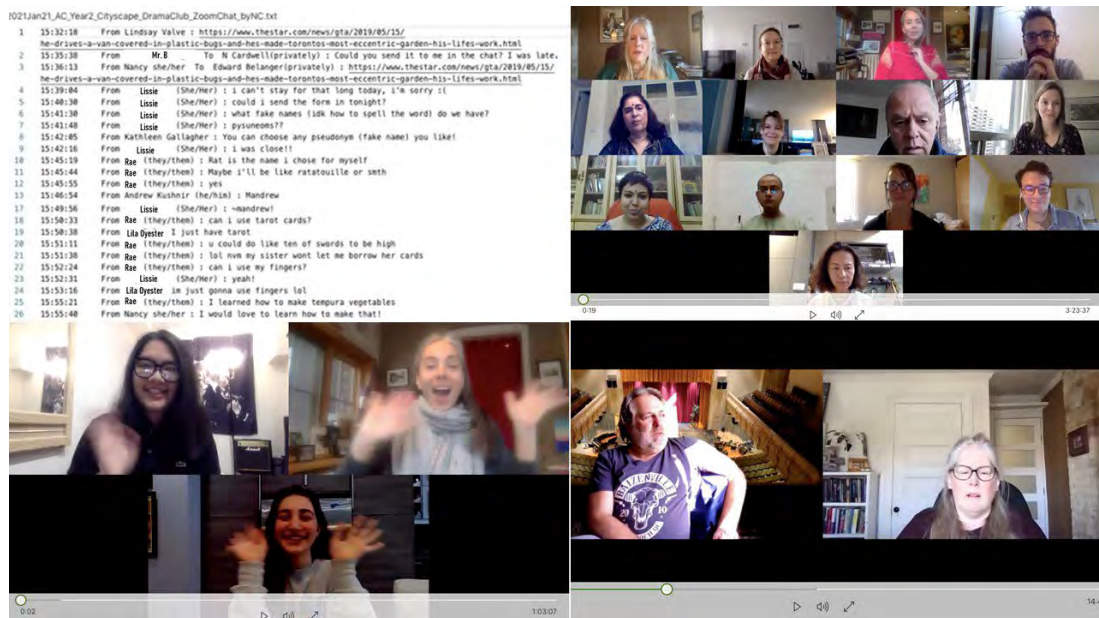 2021Jan21_AC_Year2_Cityscape_DramaClub_ZoomChat_byNC.txt
1 15:32:18 From Lindsay Valve : https://www.thestar.com/news/gta/2019/05/15/
he-drives-a-van-covered-in-plastic-bugs-and-hes-made-torontos-most-eccentric-garden-his-lifes-work.html
2 15:35:38 From Mr.B To N Cardwell(privately) : Could you send it to me in the chat? I was late.
3 15:36:13 From Nancy she/her To Edward Belanger(privately) : https://www.thestar.com/news/gta/2019/05/15/
he-drives-a-van-covered-in-plastic-bugs-and-hes-made-torontos-most-eccentric-garden-his-lifes-work.html
4 15:39:04 From Lissie (She/Her) : i can't stay for that long today, i'm sorry :(
5 15:40:30 From Lissie (She/Her) : could i send the form in tonight?
6 15:41:30 From Lissie (She/Her) : what fake names (idk how to spell the word) do we have?
7 15:41:48 From Lissie (She/Her) : pysuneoms??
8 15:42:05 From Kathleen Gallagher : You can choose any pseudonym (fake name) you like!
9 15:42:16 From Lissie (She/Her) : i was close!!
10 15:45:19 From Rae (they/them) : Rat is the name i chose for myself
11 15:45:44 From Rae (they/them) : Maybe i'll be like ratatouille or smth
12 15:45:55 From Rae (they/them) : yes
13 15:46:54 From Andrew Kushnir (he/him) : Mandrew
17 15:49:56 From Lissie (She/Her) : ~mandrew!
18 15:50:33 From Rae (they/them) : can i use tarot cards?
19 15:50:38 From Lila Oyester I just have tarot
20 15:51:11 From Rae (they/them) : u could do like ten of swords to be high
21 15:51:38 From Rae (they/them) : lol nvm my sister wont let me borrow her cards
22 15:52:24 From Rae (they/them) : can i use my fingers?
23 15:52:31 From Lissie (She/Her) : yeah!
24 15:53:16 From Lila Oyester im just gonna use fingers lol
25 15:55:21 From Rae (they/them) : I learned how to make tempura vegetables
26 15:55:40 From Nancy she/her : I would love to learn how to make that!
0:19 3:23:37
DAIZENVILLE
20 10
0:02 1:03:07
14:4